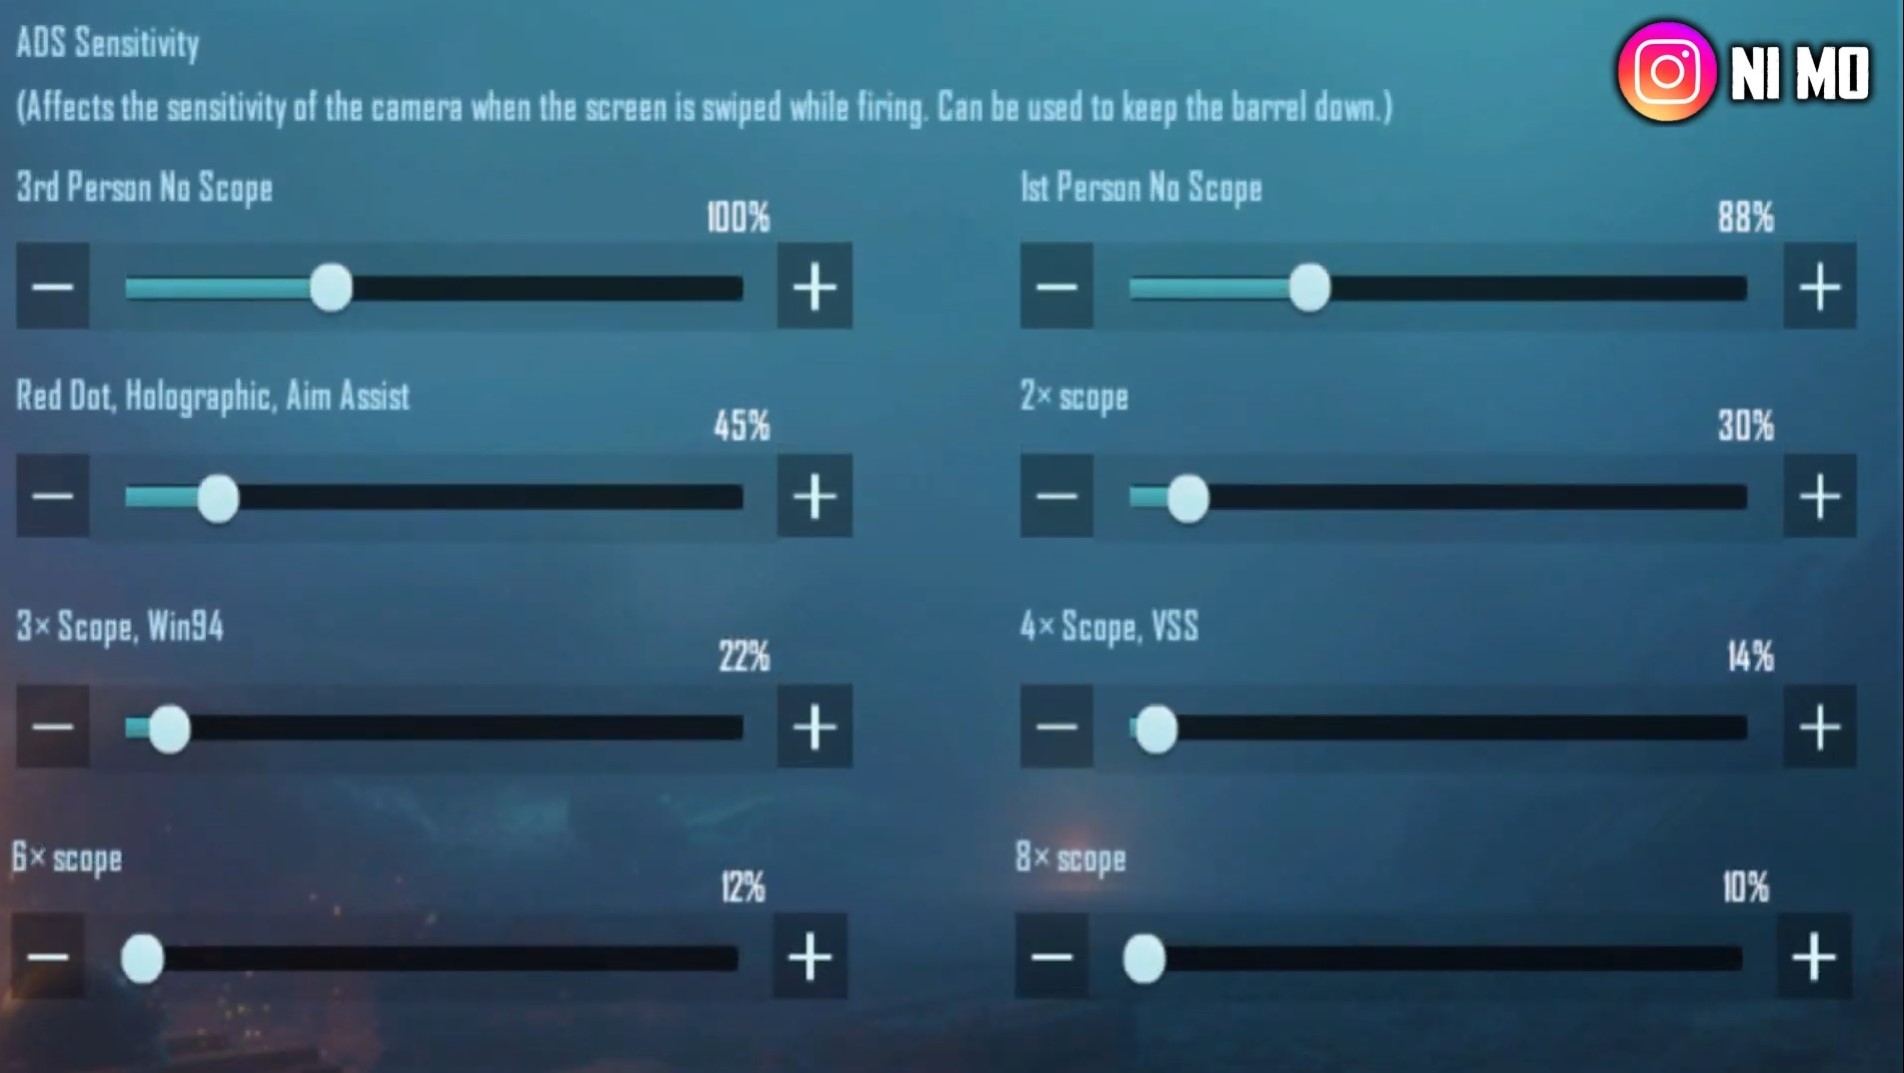 ADS Sensitivity
NI MO
(Affects the sensitivity of the camera when the screen is swiped while firing. Can be used to keep the barrel down.)
3rd Person No Scope
100%
1st Person No Scope
88%
Red Dot, Holographic, Aim Assist
45%
2× scope
30%
3× Scope, Win94
22%
4× Scope, VSS
14%
6× scope
12%
8× scope
10%